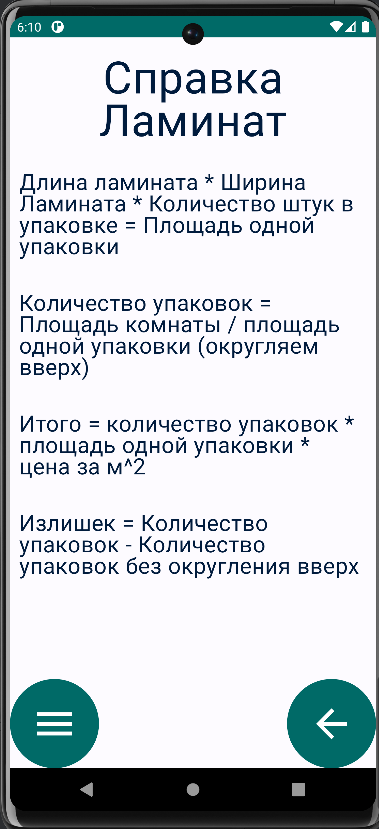 6:10
Справка
Ламинат
Длина ламината * Ширина
Ламината * Количество штук в
упаковке = Площадь одной
упаковки
Количество упаковок =
Площадь комнаты / площадь
одной упаковки (округляем
вверх)
Итого = количество упаковок *
площадь одной упаковки *
цена за м^2
Излишек = Количество
упаковок - Количество
упаковок без округления вверх